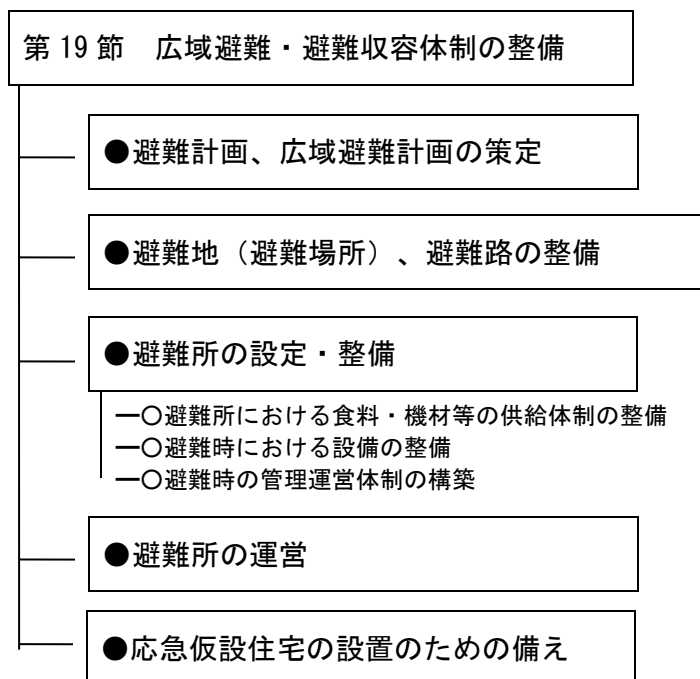 第19節　広域避難・避難収容体制の整備
●避難計画、広域避難計画の策定
●避難地（避難場所）、避難路の整備
●避難所の設定・整備
―○避難所における食料・機材等の供給体制の整備
―○避難時における設備の整備
―○避難時の管理運営体制の構築
●避難所の運営
●応急仮設住宅の設置のための備え